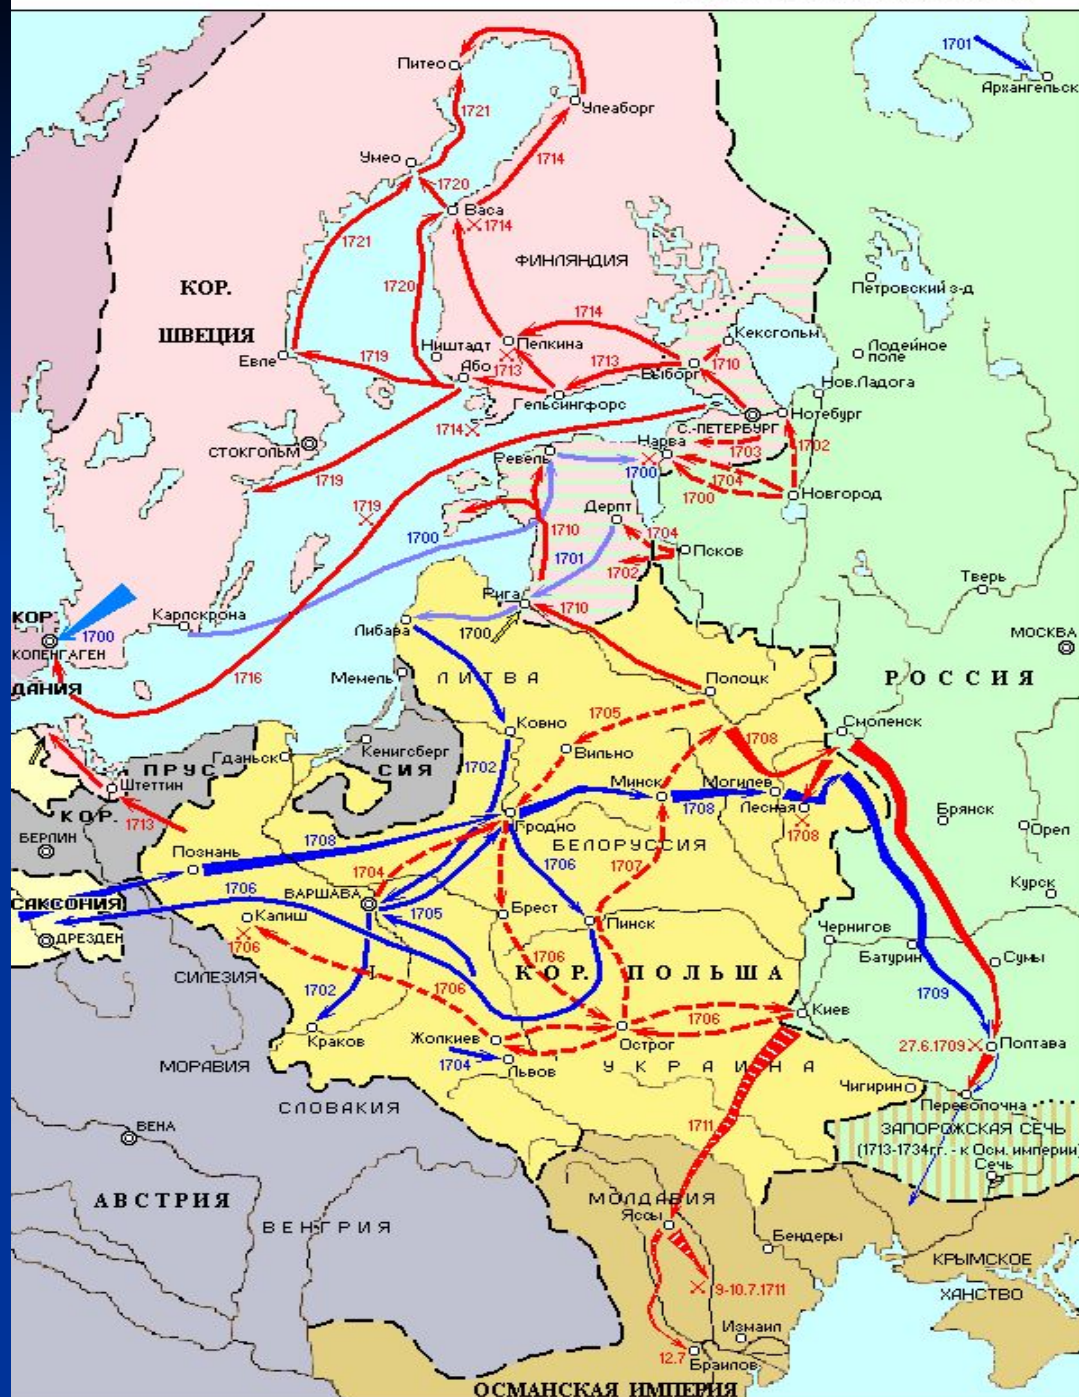 1701
Архангельск
Питео
Улеаборг
1721
Умео
1714
1720
Васа
1714
1721
ФИНЛЯНДИЯ
КОР.
ШВЕЦИЯ
1720
Петровский з-д
1714
Кексгольм
Ништадт
Пелкина
Лодейное
поле
Евле
1719
Або
1713
1713
1710
Выборг
Нов.Ладога
Гельсингфорс
Нотебург
С.-ПЕТЕРБУРГ
1714
СТОКГОЛЬМ
Ревель
Нарва
1703
1702
1700
1704
1700
Новгород
1719
1719
Дерпт
1704
1700
1710
1701
Псков
1702
Тверь
Рига
1710
КОР.
1700
Карлскрона
Либава
1700
КОПЕНГАГЕН
МОСКВА
ДАНИЯ
1716
Мемель
ЛИТВА
Полоцк
РОССИЯ
Ковно
1705
Смоленск
Гданьск
Кенигсберг
Вильно
1708
ПРУС
СИЯ
1702
Штеттин
Минск
Могилев
КОР.
1708
Лесная
Брянск
1713
Гродно
1708
Орел
БЕРЛИН
1708
БЕЛОРУССИЯ
Познань
1704
1706
1707
1706
ВАРШАВА
Курск
САКСОНИЯ
Калиш
1705
Брест
Пинск
ДРЕЗДЕН
1706
Чернигов
Батурин
Сумы
СИЛЕЗИЯ
1706
1706
КОР. ПОЛЬША
1702
1709
Киев
Краков
Жолкиев
1706
Острог
27.6.1709
Полтава
МОРАВИЯ
1704
Львов
УКРАИНА
Чигирин
СЛОВАКИЯ
Переволочна
ВЕНА
1711
ЗАПОРОЖСКАЯ СЕЧЬ
(1713-1734гг. - к Осм. империи)
Сечь
АВСТРИЯ
МОЛДАВИЯ
ВЕНГРИЯ
Яссы
Бендеры
КРЫМСКОЕ
ХАНСТВО
9-10.7.1711
Измаил
12.7
Браилов
ОСМАНСКАЯ ИМПЕРИЯ